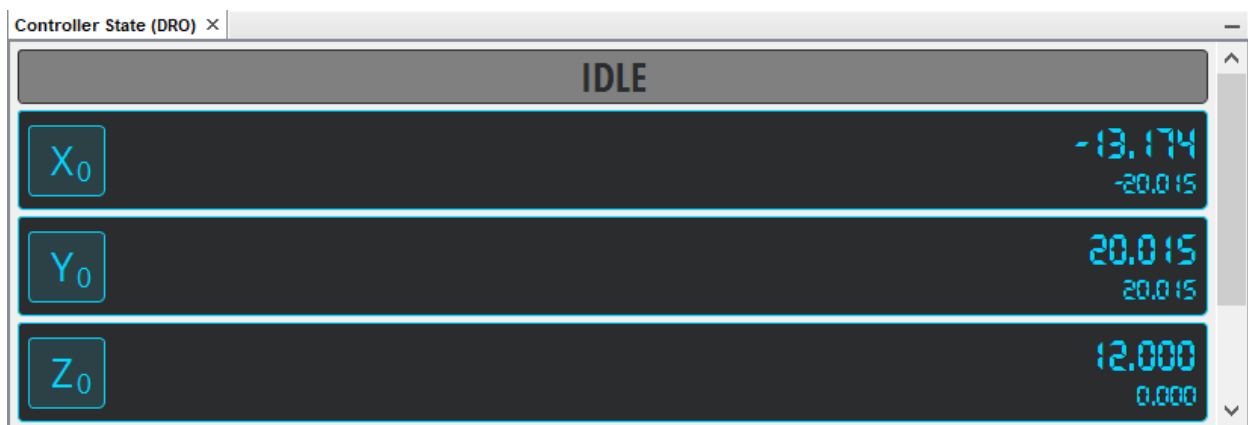 Controller State (DRO) ×
IDLE
X0 -13.174
-20.015
Y0 20.015
20.015
Z0 12.000
0.000